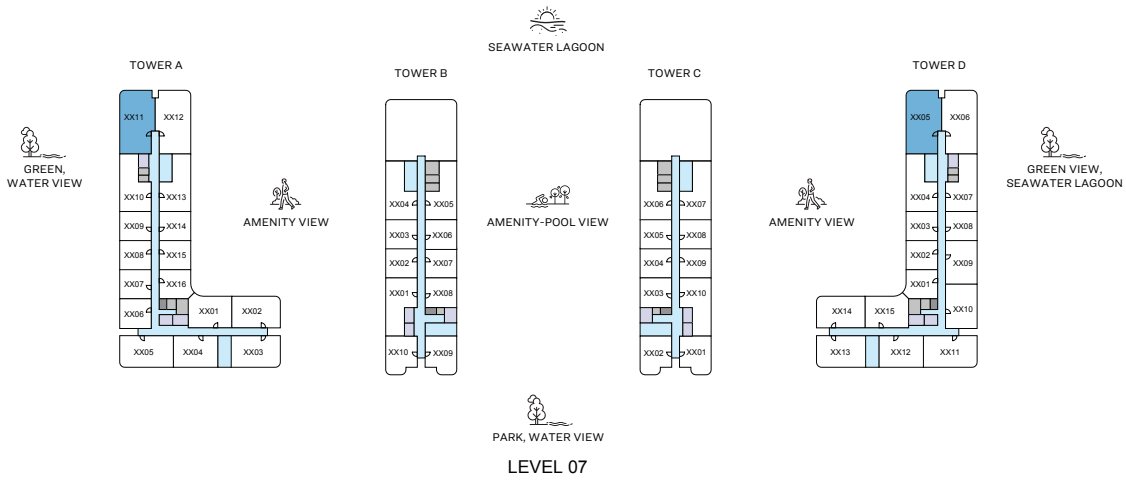 SEAWATER LAGOON
TOWER A
TOWER B
TOWER C
TOWER D
XX11
XX12
XX10
XX13
XX09
XX14
XX08
XX15
XX07
XX16
XX06
XX01
XX02
XX05
XX04
XX03
GREEN,
WATER VIEW
AMENITY VIEW
XX04
XX05
XX03
XX06
XX02
XX07
XX01
XX08
XX10
XX09
AMENITY-POOL VIEW
XX06
XX07
XX05
XX08
XX04
XX09
XX03
XX10
XX02
XX01
AMENITY VIEW
XX05
XX06
XX04
XX07
XX03
XX08
XX02
XX09
XX01
XX10
XX14
XX15
XX13
XX12
XX11
GREEN VIEW,
SEAWATER LAGOON
PARK, WATER VIEW
LEVEL 07